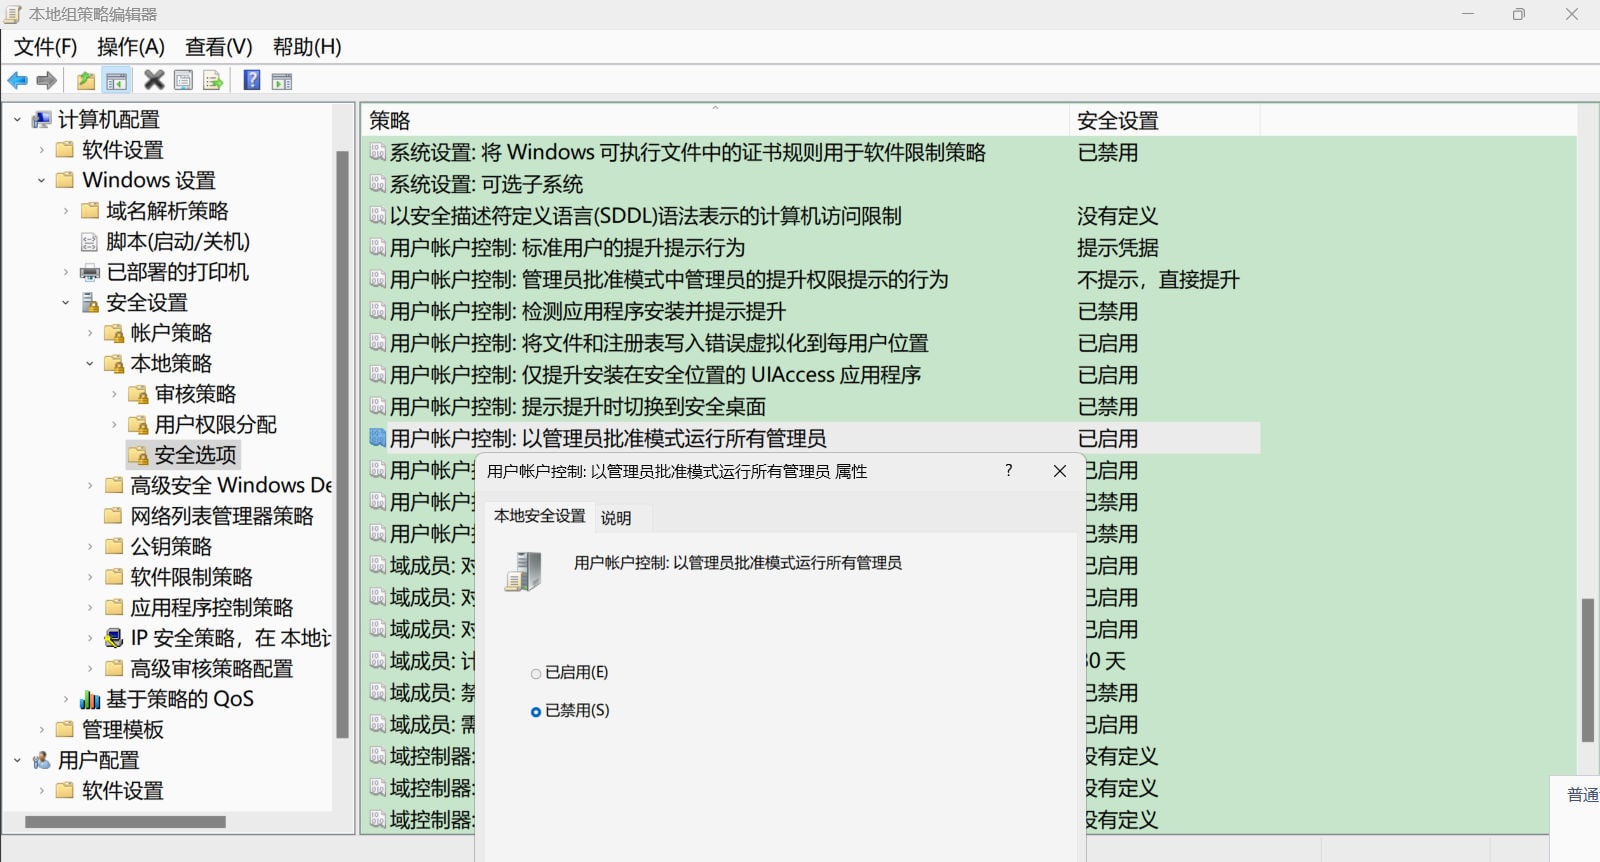 本地组策略编辑器
文件(F) 操作(A) 查看(V) 帮助(H)
计算机配置
软件设置
Windows 设置
域名解析策略
脚本(启动/关机)
已部署的打印机
安全设置
帐户策略
本地策略
审核策略
用户权限分配
安全选项
高级安全 Windows De
网络列表管理器策略
公钥策略
软件限制策略
应用程序控制策略
IP 安全策略，在 本地计
高级审核策略配置
基于策略的 QoS
管理模板
用户配置
软件设置
策略 安全设置
系统设置: 将 Windows 可执行文件中的证书规则用于软件限制策略 已禁用
系统设置: 可选子系统
以安全描述符定义语言(SDDL)语法表示的计算机访问限制 没有定义
用户帐户控制: 标准用户的提升提示行为 提示凭据
用户帐户控制: 管理员批准模式中管理员的提升权限提示的行为 不提示，直接提升
用户帐户控制: 检测应用程序安装并提示提升 已禁用
用户帐户控制: 将文件和注册表写入错误虚拟化到每用户位置 已启用
用户帐户控制: 仅提升安装在安全位置的 UIAccess 应用程序 已启用
用户帐户控制: 提示提升时切换到安全桌面 已禁用
用户帐户控制: 以管理员批准模式运行所有管理员 已启用
用户帐户 已启用
用户帐户 已禁用
用户帐户 已禁用
域成员: 对 已启用
域成员: 对 已启用
域成员: 对 已启用
域成员: 计 30 天
域成员: 禁 已禁用
域成员: 需 已启用
域控制器: 没有定义
域控制器: 没有定义
域控制器: 没有定义
用户帐户控制: 以管理员批准模式运行所有管理员 属性
本地安全设置 说明
用户帐户控制: 以管理员批准模式运行所有管理员
已启用(E)
已禁用(S)
普通